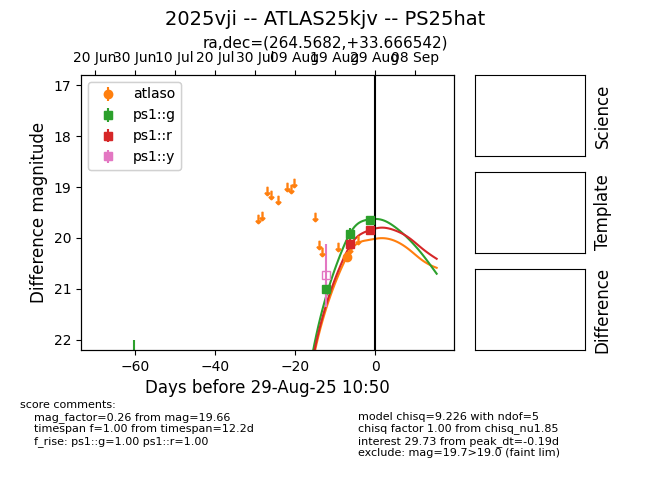 2025vji -- ATLAS25kjv -- PS25hat
ra,dec=(264.5682,+33.666542)
20 Jun 30 Jun 10 Jul 20 Jul 30 Jul 09 Aug 19 Aug 29 Aug 08 Sep
17
18
19
20
21
22
Difference magnitude
atlaso
ps1::g
ps1::r
ps1::y
−60 −40 −20 0
Days before 29-Aug-25 10:50
Science
Template
Difference
score comments:
mag_factor=0.26 from mag=19.66
timespan f=1.00 from timespan=12.2d
f_rise: ps1::g=1.00 ps1::r=1.00
model chisq=9.226 with ndof=5
chisq factor 1.00 from chisq_nu1.85
interest 29.73 from peak_dt=-0.19d
exclude: mag=19.7>19.0 (faint lim)